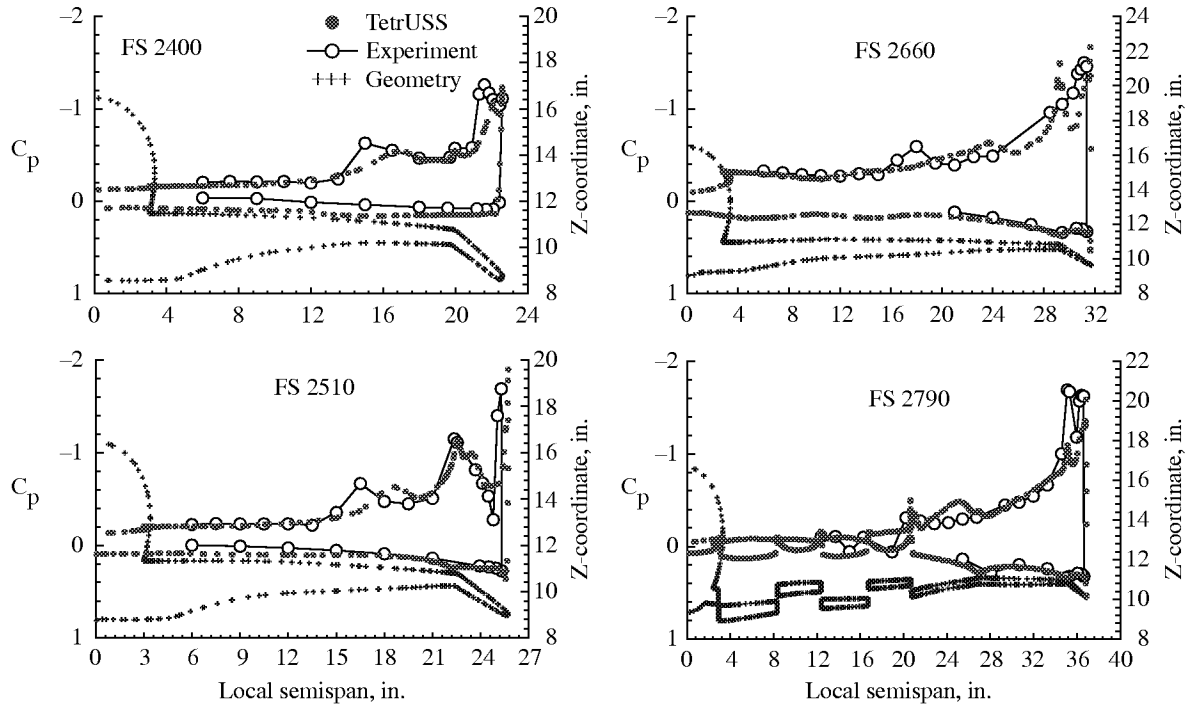 FS 2400
TetrUSS
Experiment
Geometry
–2
–1
0
1
Cp
0 4 8 12 16 20 24
20
18
16
14
12
10
8
Z-coordinate, in.
FS 2660
–2
–1
0
1
Cp
0 4 8 12 16 20 24 28 32
24
22
20
18
16
14
12
10
8
Z-coordinate, in.
FS 2510
–2
–1
0
1
Cp
0 3 6 9 12 15 18 21 24 27
Local semispan, in.
20
18
16
14
12
10
8
Z-coordinate, in.
FS 2790
–2
–1
0
1
Cp
0 4 8 12 16 20 24 28 32 36 40
Local semispan, in.
22
20
18
16
14
12
10
8
Z-coordinate, in.